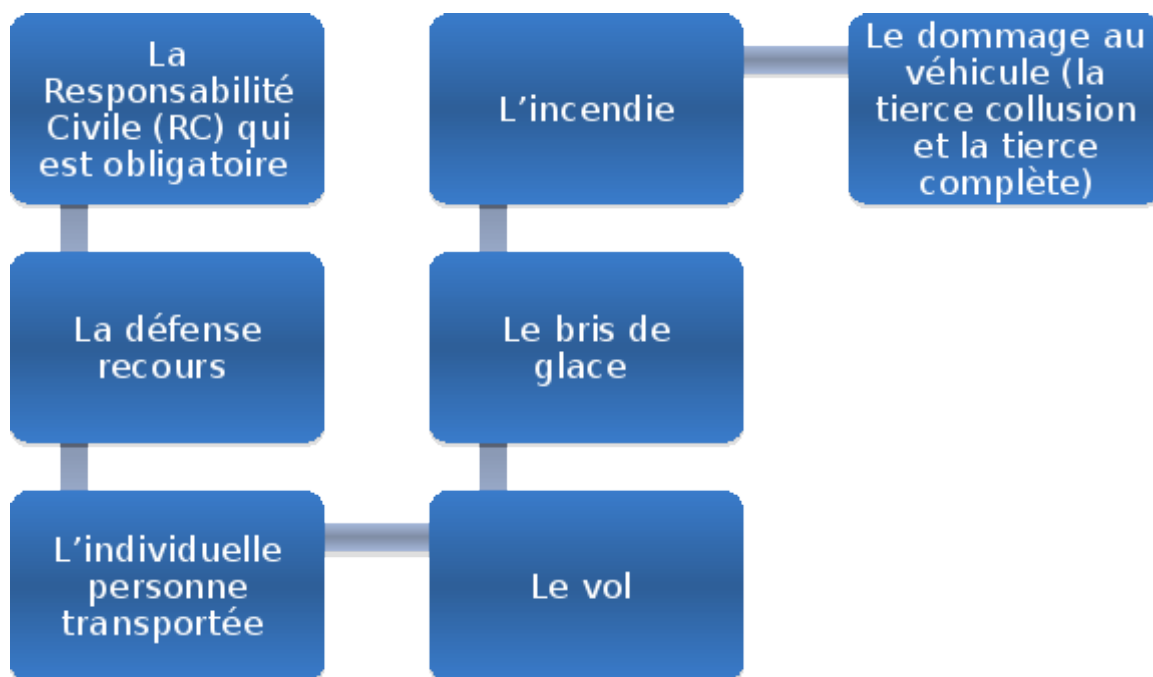 La
Responsabilité
Civile (RC) qui
est obligatoire
La défense
recours
L’individuelle
personne
transportée
Le vol
Le bris de
glace
L’incendie
Le dommage au
véhicule (la
tierce collusion
et la tierce
complète)